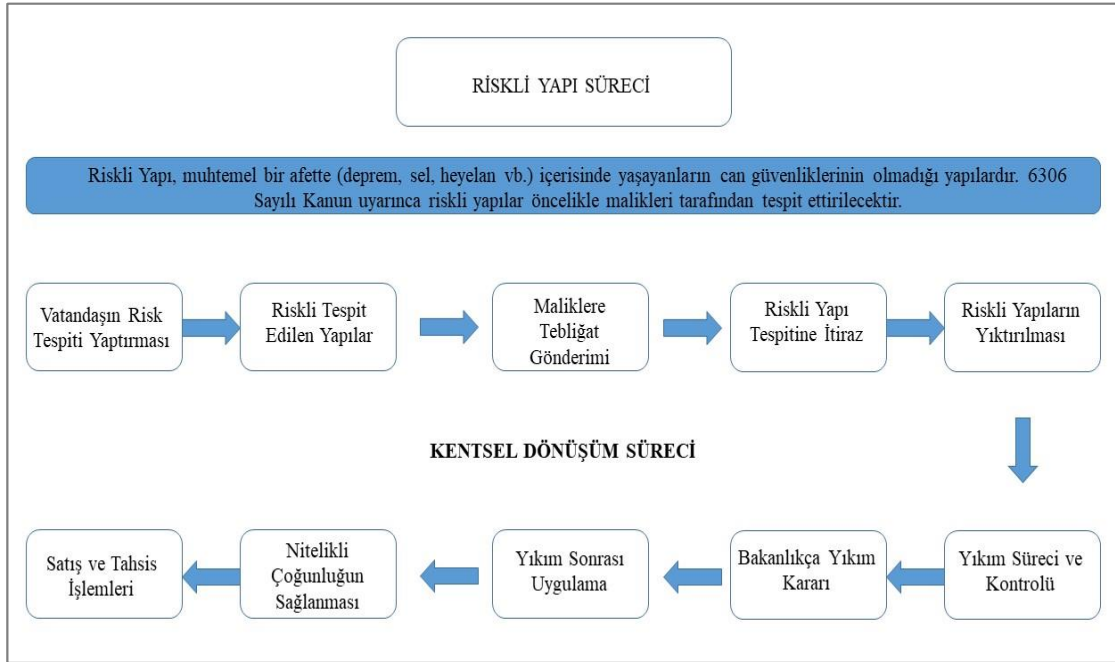 RİSKLİ YAPI SÜRECİ
Riskli Yapı, muhtemel bir afette (deprem, sel, heyelan vb.) içerisinde yaşayanların can güvenliklerinin olmadığı yapılardır. 6306
Sayılı Kanun uyarınca riskli yapılar öncelikle malikleri tarafından tespit ettirilecektir.
Vatandaşın Risk
Tespiti Yaptırması
Riskli Tespit
Edilen Yapılar
Maliklere
Tebliğat
Gönderimi
Riskli Yapı
Tespitine İtiraz
Riskli Yapıların
Yıktırılması
KENTSEL DÖNÜŞÜM SÜRECİ
Satış ve Tahsis
İşlemleri
Nitelikli
Çoğunluğun
Sağlanması
Yıkım Sonrası
Uygulama
Bakanlıkça Yıkım
Kararı
Yıkım Süreci ve
Kontrolü